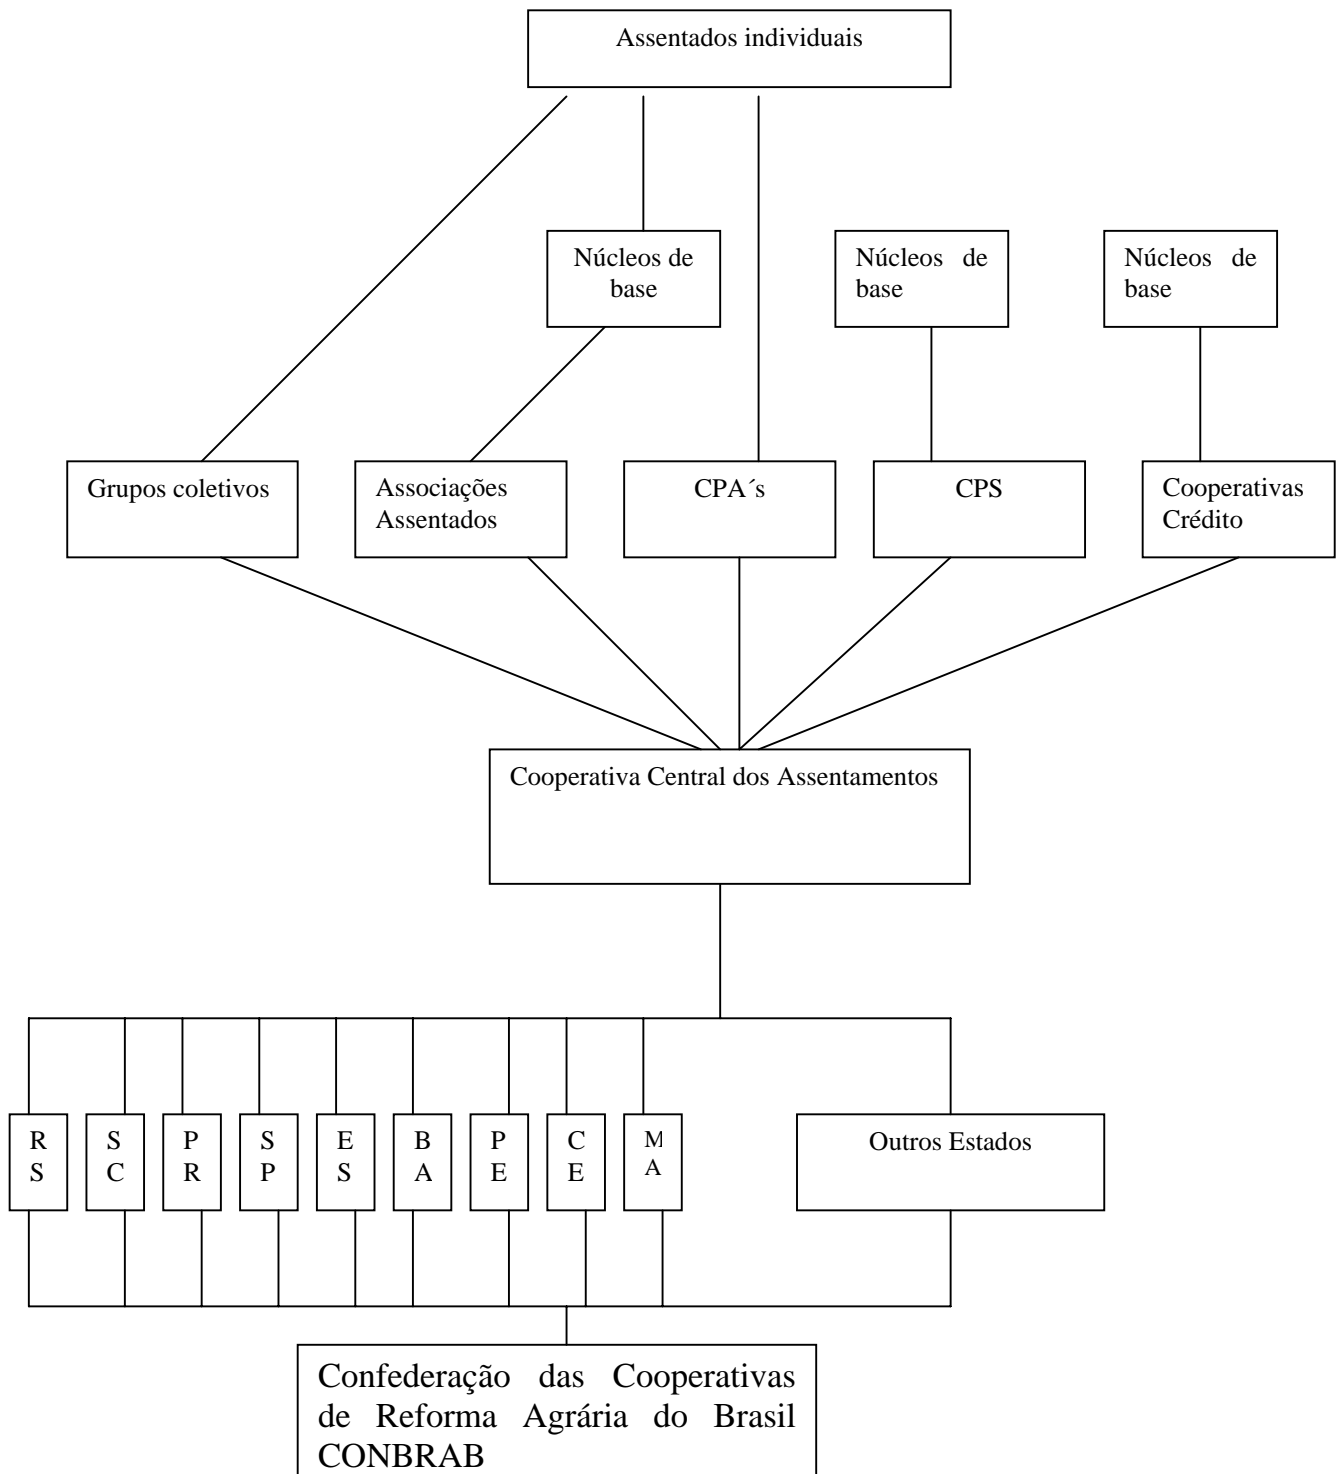 Assentados individuais
Núcleos de
base
Núcleos de
base
Núcleos de
base
Grupos coletivos
Associações
Assentados
CPA´s
CPS
Cooperativas
Crédito
Cooperativa Central dos Assentamentos
R
S
S
C
P
R
S
P
E
S
B
A
P
E
C
E
M
A
Outros Estados
Confederação das Cooperativas
de Reforma Agrária do Brasil
CONBRAB